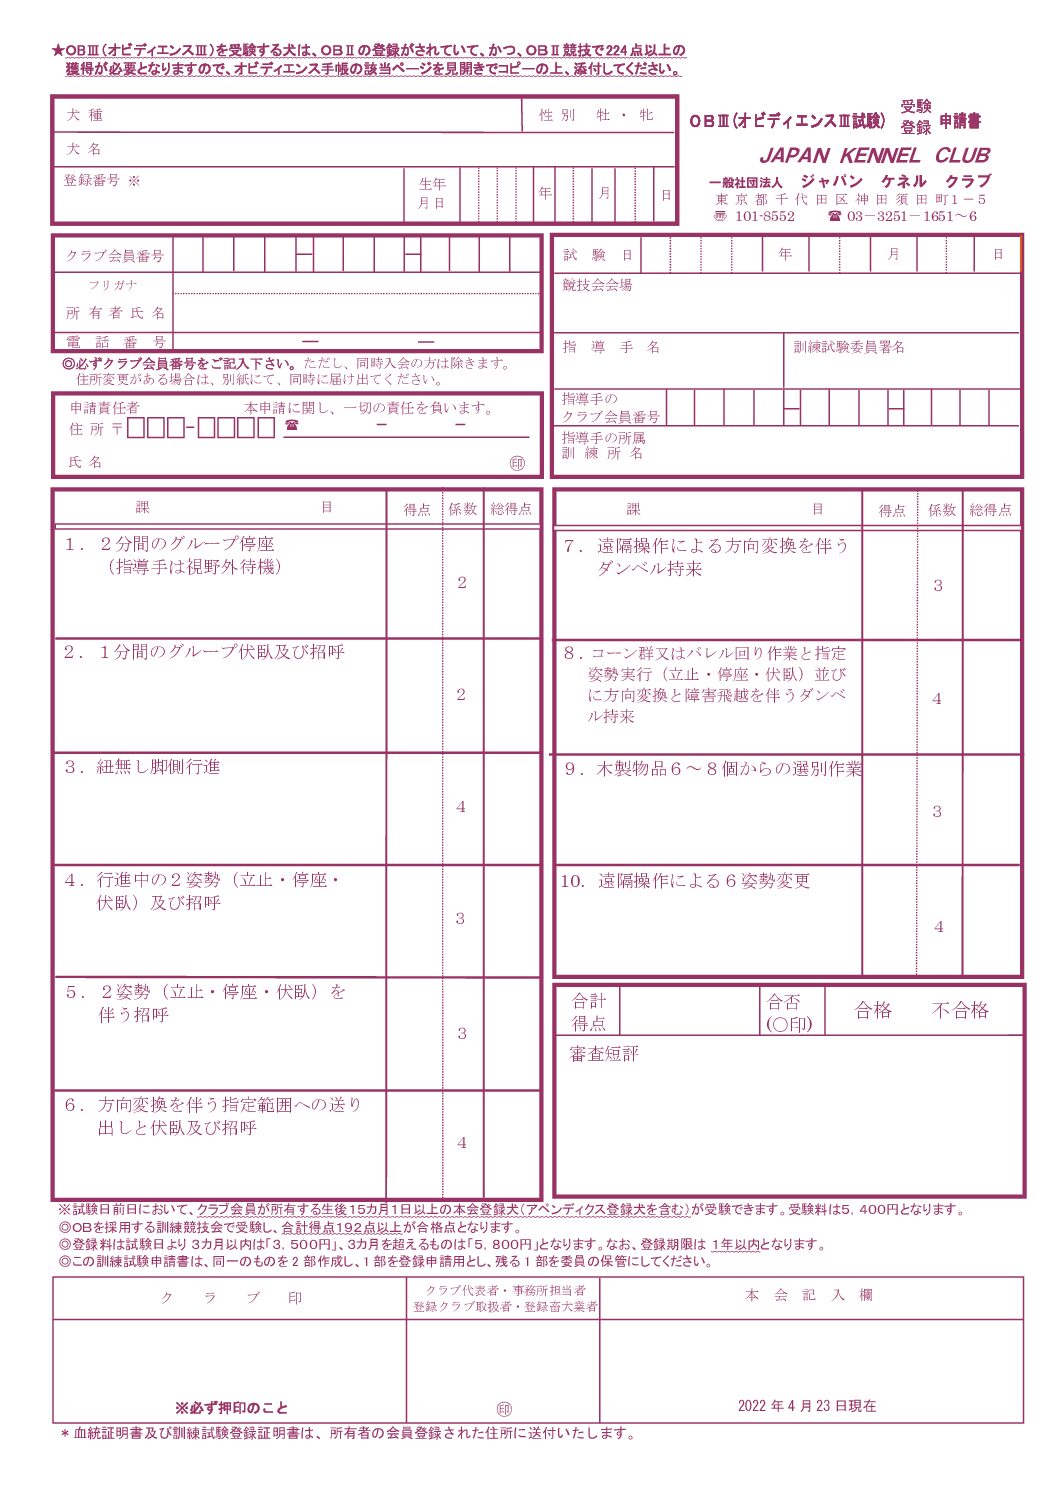 ★OBⅢ(オビディエンスⅢ)を受験する犬は、OBⅡの登録がされていて、かつ、OBⅡ競技で224点以上の
獲得が必要となりますので、オビディエンス手帳の該当ページを見開きでコピーの上、添付してください。
犬種 性別 牡・牝
犬名
登録番号 ※ 生年月日 年 月 日
OBⅢ(オビディエンスⅢ試験) 受験 登録 申請書
JAPAN KENNEL CLUB
一般社団法人 ジャパン ケネル クラブ
東京都千代田区神田須田町1-5
〠 101-8552 ☎ 03-3251-1651～6
クラブ会員番号 ― ―
フリガナ
所有者氏名
電話番号 ― ―
◎必ずクラブ会員番号をご記入下さい。ただし、同時入会の方は除きます。
住所変更がある場合は、別紙にて、同時に届け出てください。
試験日 年 月 日
競技会会場
指導手名 訓練試験委員署名
指導手の
クラブ会員番号 ― ―
指導手の所属
訓練所名
申請責任者 本申請に関し、一切の責任を負います。
住所〒□□□-□□□□ ☎ － －
氏名 ㊞
課目 得点 係数 総得点
1. 2分間のグループ停座
(指導手は視野外待機)
2
2. 1分間のグループ伏臥及び招呼
2
3. 紐無し脚側行進
4
4. 行進中の2姿勢(立止・停座・
伏臥)及び招呼
3
5. 2姿勢(立止・停座・伏臥)を
伴う招呼
3
6. 方向変換を伴う指定範囲への送り
出しと伏臥及び招呼
4
課目 得点 係数 総得点
7. 遠隔操作による方向変換を伴う
ダンベル持来
3
8. コーン群又はバレル回り作業と指定
姿勢実行(立止・停座・伏臥)並び
に方向変換と障害飛越を伴うダンベ
ル持来
4
9. 木製物品6～8個からの選別作業
3
10. 遠隔操作による6姿勢変更
4
合計
得点
合否
(○印)
合格 不合格
審査短評
※試験日前日において、クラブ会員が所有する生後15カ月1日以上の本会登録犬(アペンディクス登録犬を含む)が受験できます。受験料は5,400円となります。
◎OBを採用する訓練競技会で受験し、合計得点192点以上が合格点となります。
◎登録料は試験日より3カ月以内は「3,500円」、3カ月を超えるものは「5,800円」となります。なお、登録期限は 1年以内となります。
◎この訓練試験申請書は、同一のものを2部作成し、1部を登録申請用とし、残る1部を委員の保管にしてください。
クラブ印
クラブ代表者・事務所担当者
登録クラブ取扱者・登録畜犬業者
本会記入欄
※必ず押印のこと
㊞
2022年4月23日現在
*血統証明書及び訓練試験登録証明書は、所有者の会員登録された住所に送付いたします。